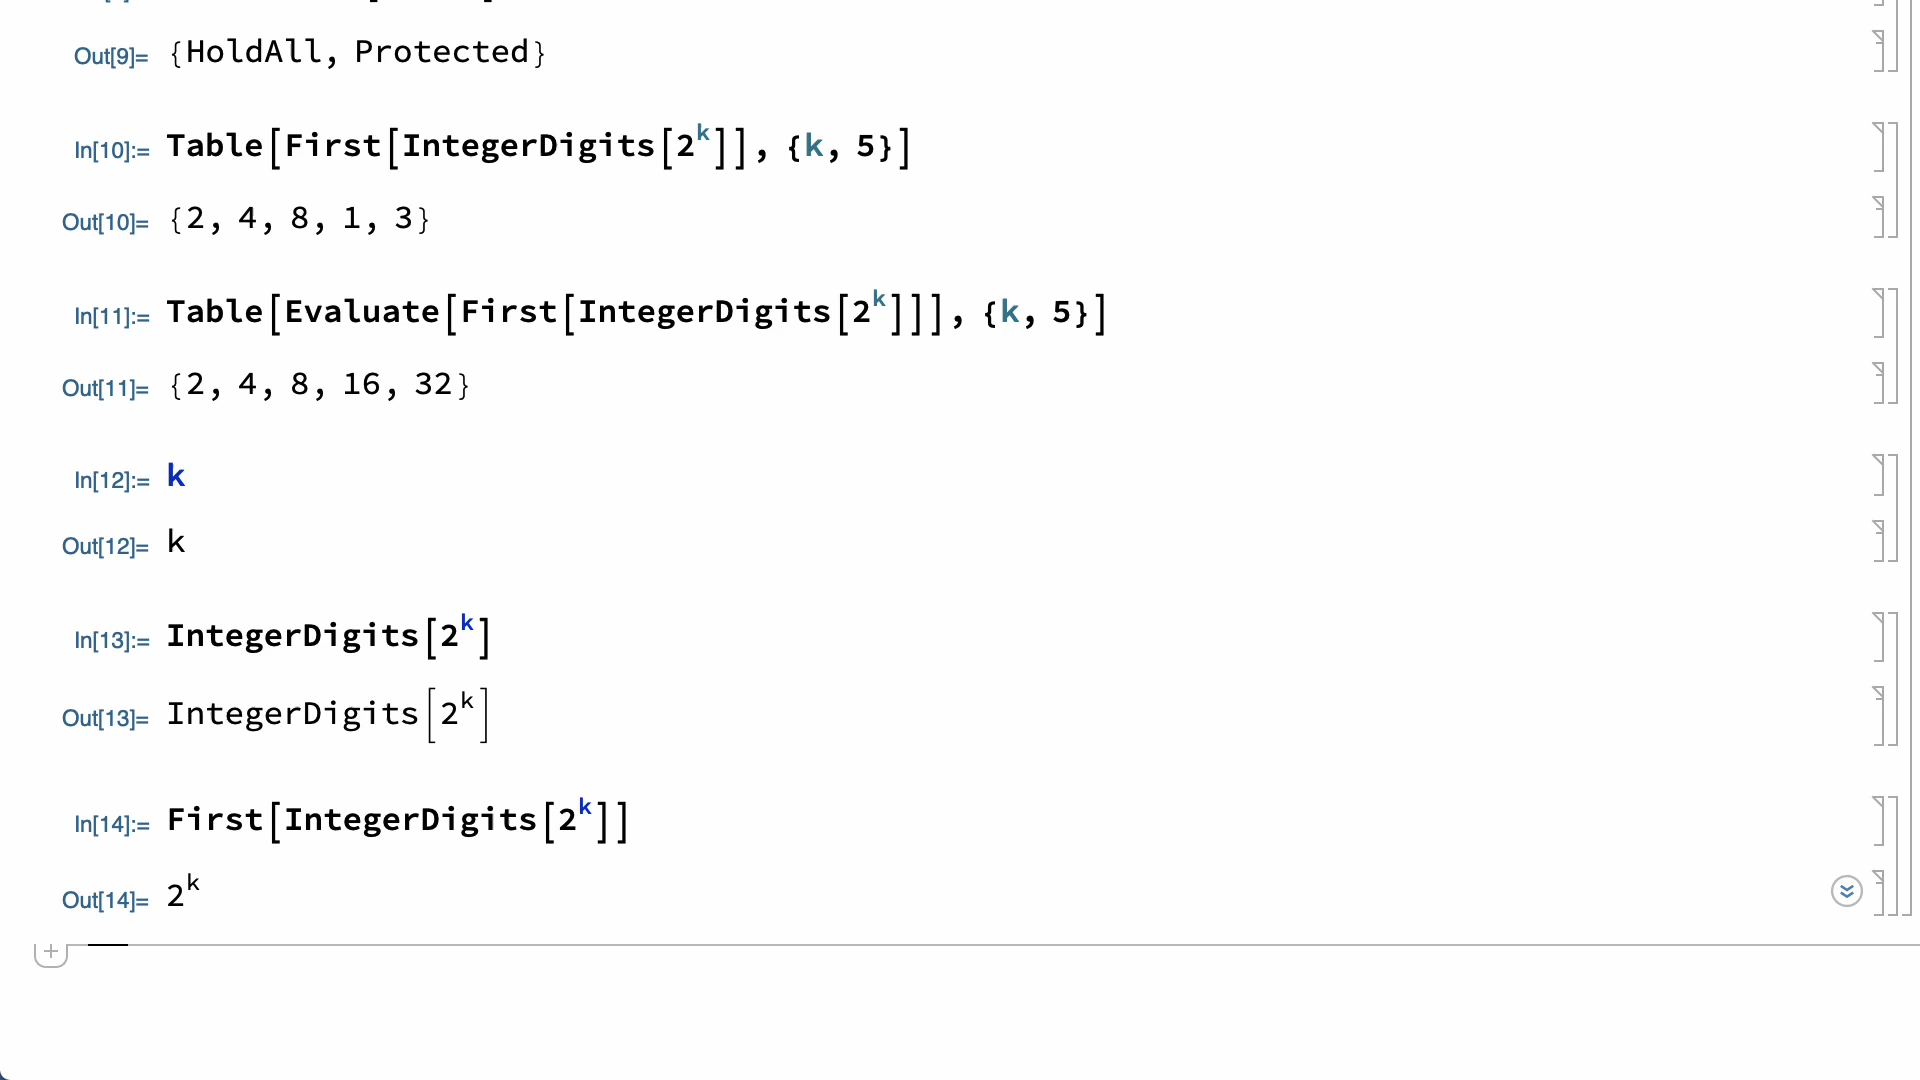 Out[9]= {HoldAll, Protected}
In[10]:= Table[First[IntegerDigits[2^k]], {k, 5}]
Out[10]= {2, 4, 8, 1, 3}
In[11]:= Table[Evaluate[First[IntegerDigits[2^k]]], {k, 5}]
Out[11]= {2, 4, 8, 16, 32}
In[12]:= k
Out[12]= k
In[13]:= IntegerDigits[2^k]
Out[13]= IntegerDigits[2^k]
In[14]:= First[IntegerDigits[2^k]]
Out[14]= 2^k